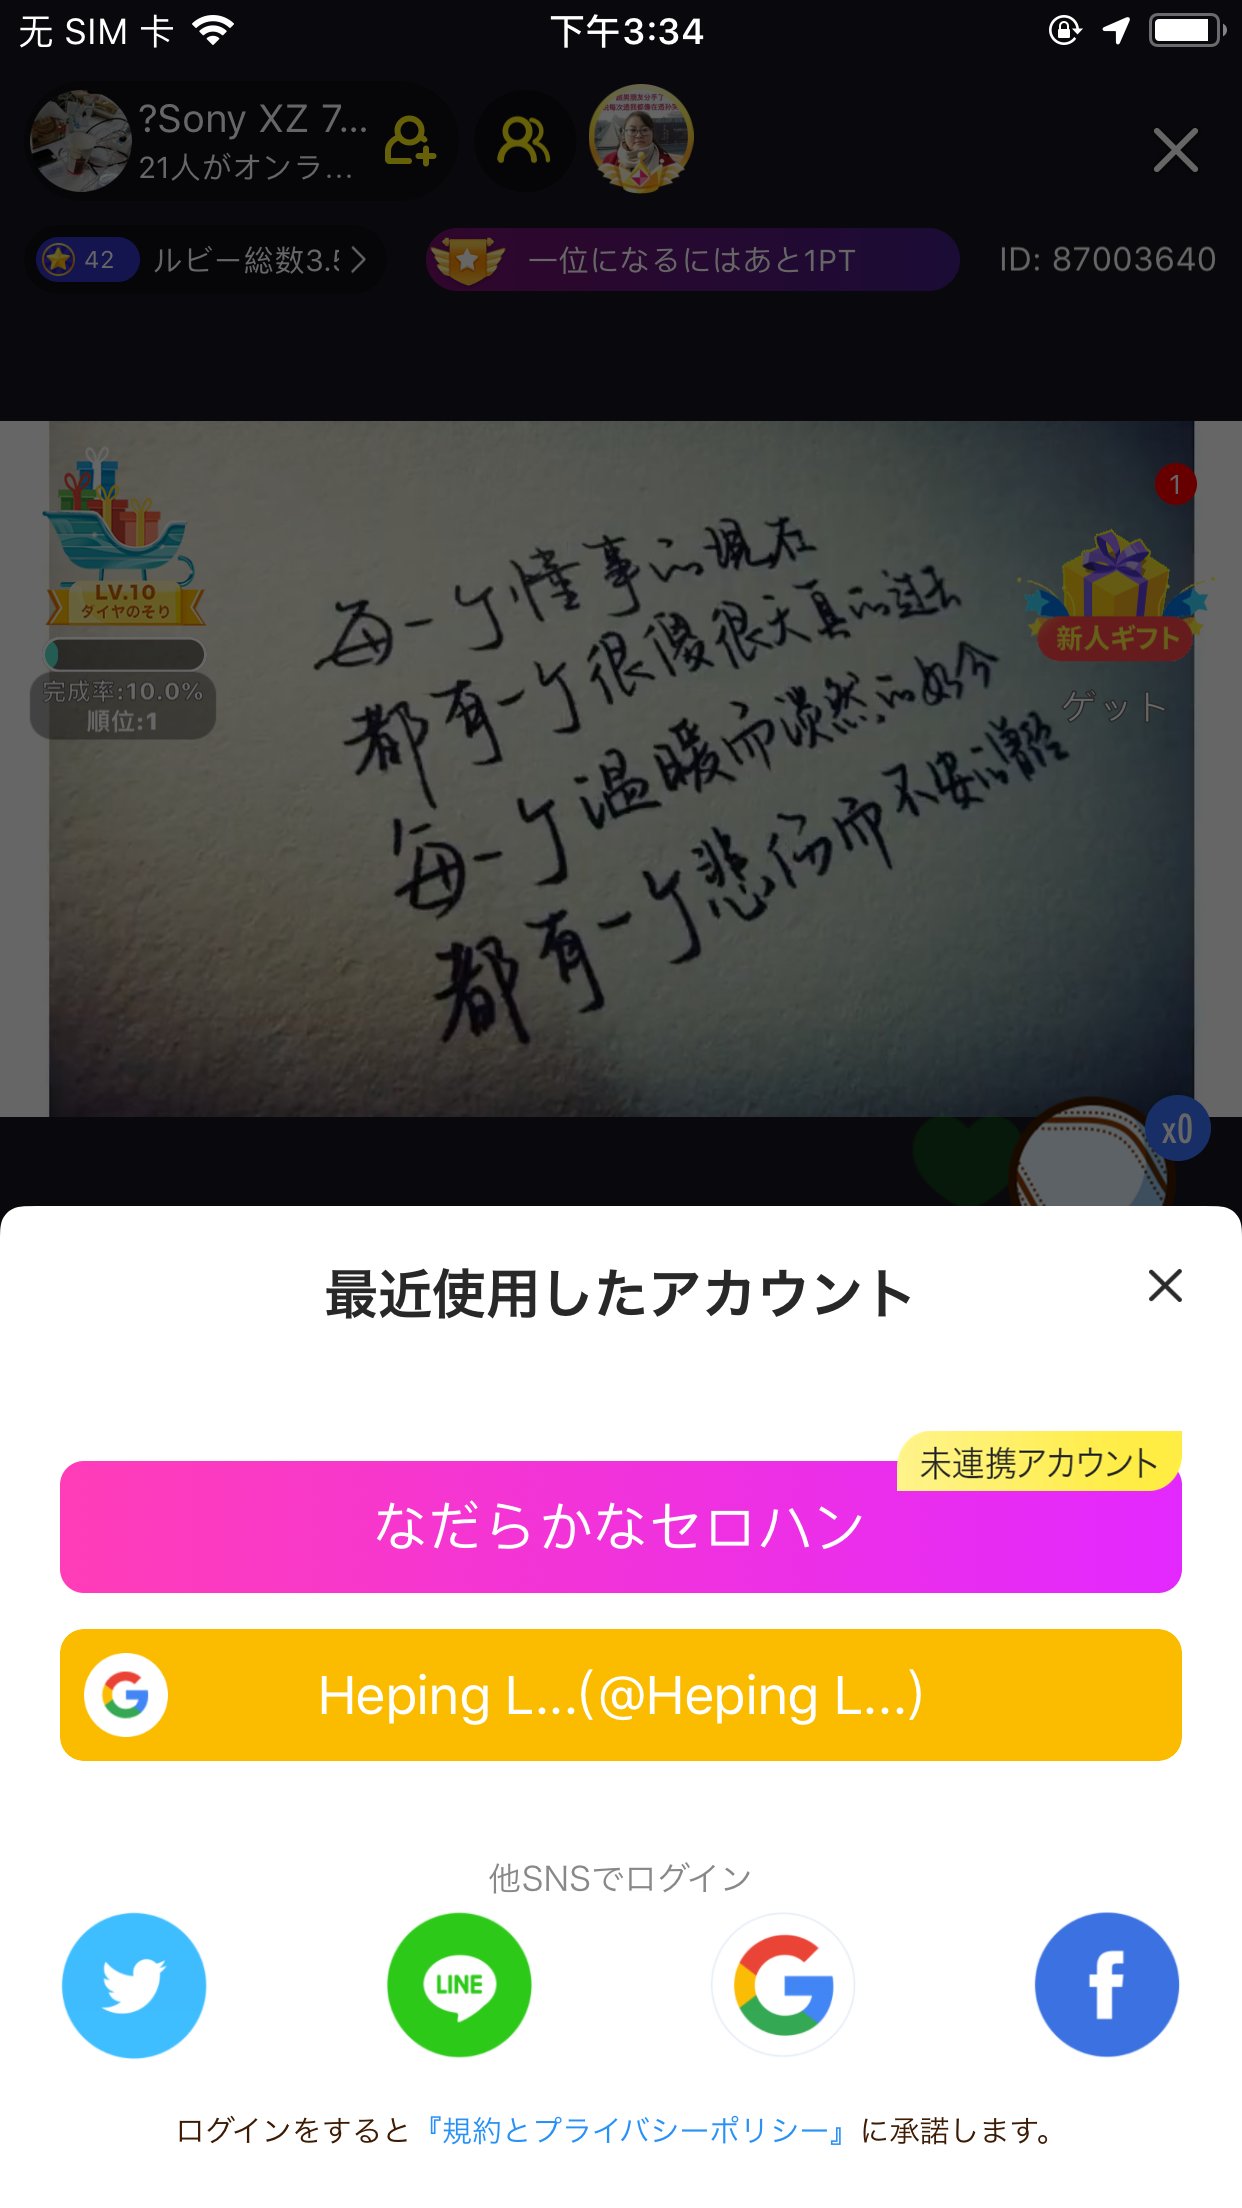 无 SIM 卡
下午3:34
?Sony XZ 7...
21人がオンラ...
42
ルビー総数3.5
一位になるにはあと1PT
ID: 87003640
1
LV.10
ダイヤのそり
完成率:10.0%
順位:1
新人ギフト
ゲット
每一个懂事的现在
都有一个很傻很天真的过去
每一个温暖而淡然的如今
都有一个悲伤而不安的曾经
x0
最近使用したアカウント
未連携アカウント
なだらかなセロハン
Heping L...(@Heping L...)
他SNSでログイン
LINE
ログインをすると『規約とプライバシーポリシー』に承諾します。